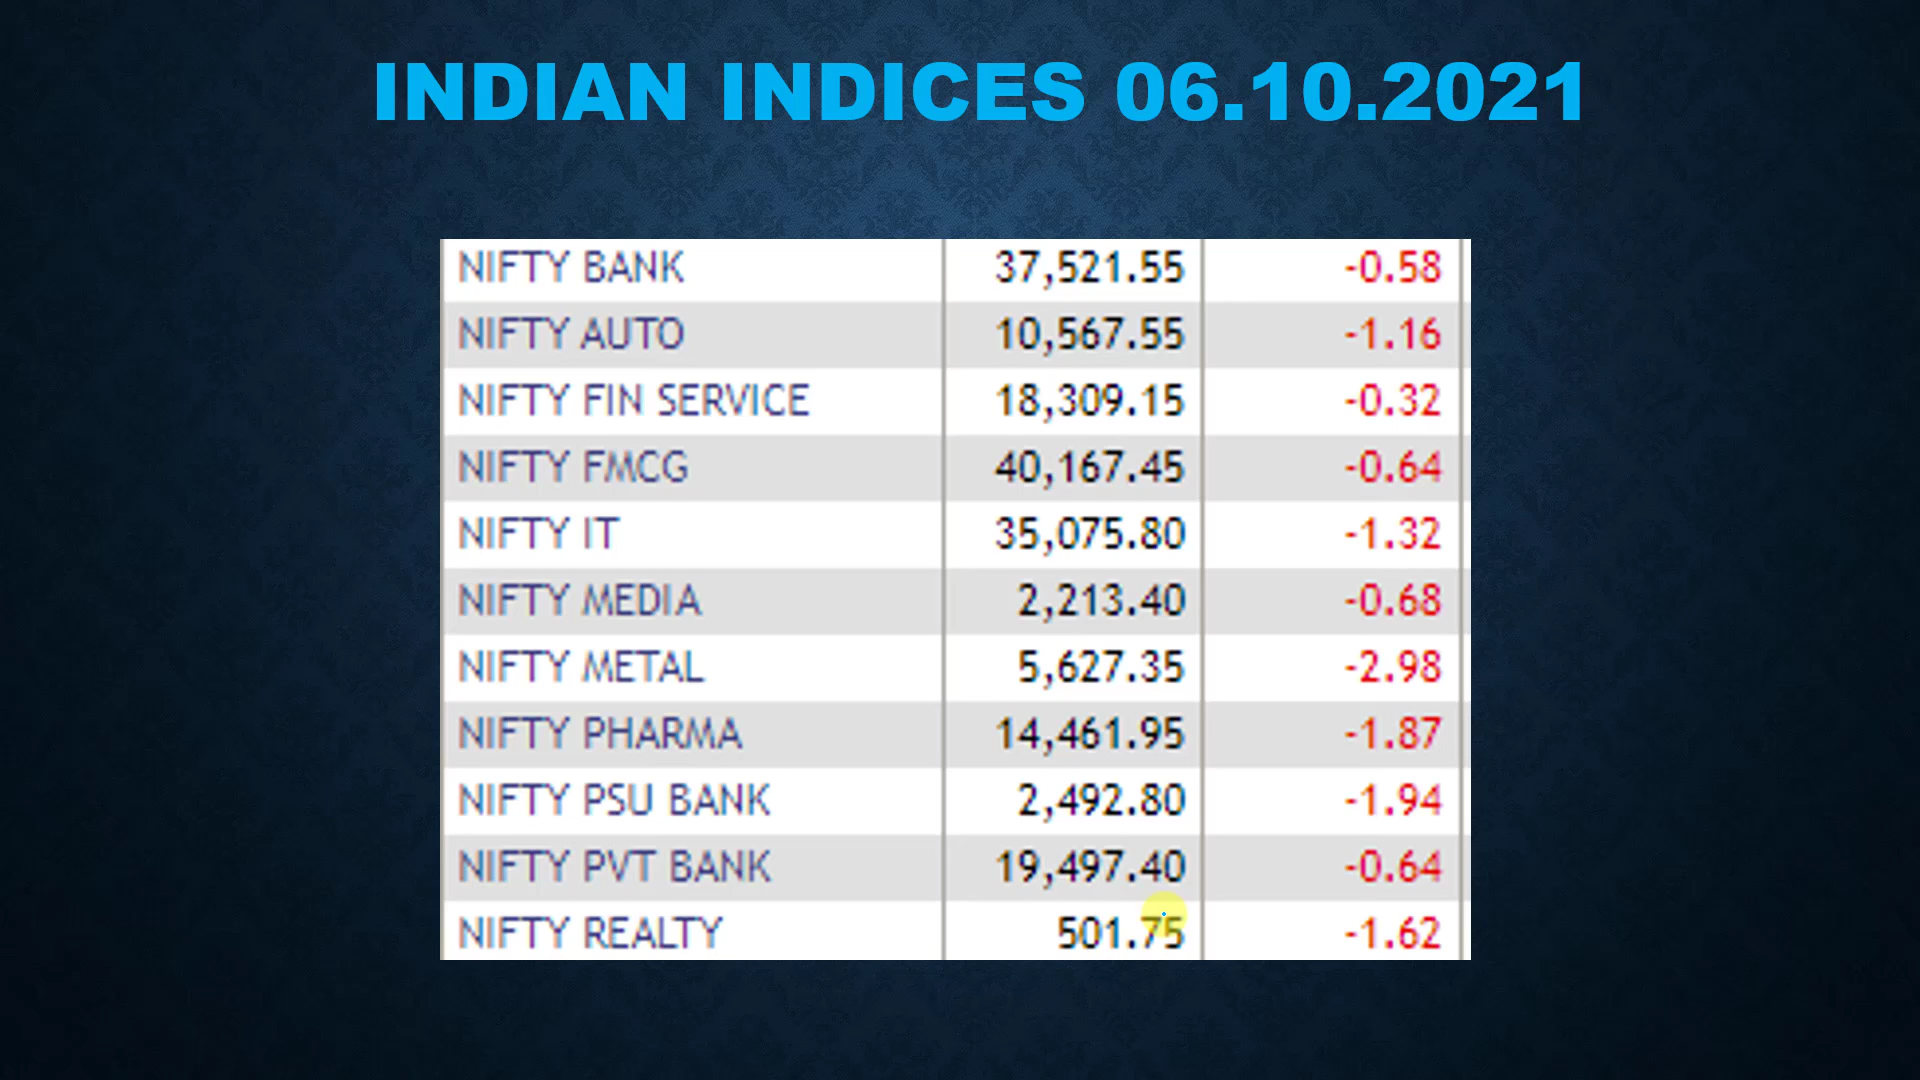 INDIAN INDICES 06.10.2021
NIFTY BANK 37,521.55 -0.58
NIFTY AUTO 10,567.55 -1.16
NIFTY FIN SERVICE 18,309.15 -0.32
NIFTY FMCG 40,167.45 -0.64
NIFTY IT 35,075.80 -1.32
NIFTY MEDIA 2,213.40 -0.68
NIFTY METAL 5,627.35 -2.98
NIFTY PHARMA 14,461.95 -1.87
NIFTY PSU BANK 2,492.80 -1.94
NIFTY PVT BANK 19,497.40 -0.64
NIFTY REALTY 501.75 -1.62